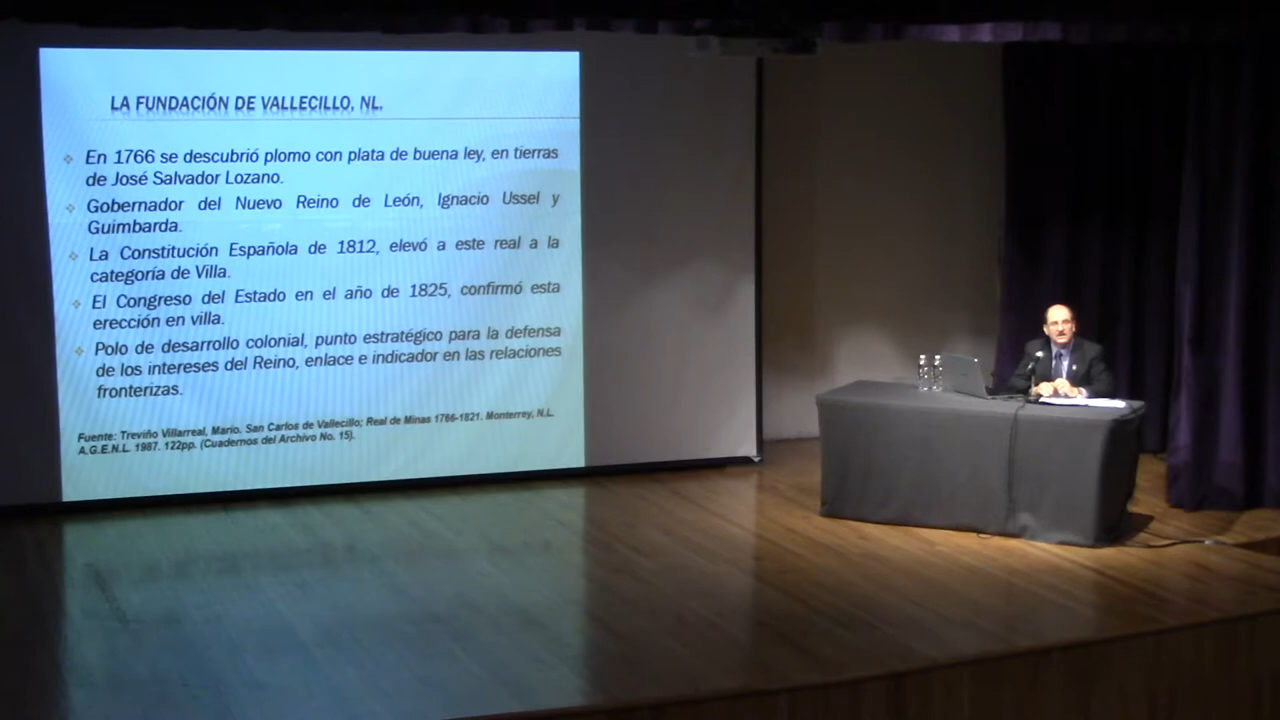 LA FUNDACIÓN DE VALLECILLO, NL.
En 1766 se descubrió plomo con plata de buena ley, en tierras
de José Salvador Lozano.
Gobernador del Nuevo Reino de León, Ignacio Ussel y
Guimbarda.
La Constitución Española de 1812, elevó a este real a la
categoría de Villa.
El Congreso del Estado en el año de 1825, confirmó esta
erección en villa.
Polo de desarrollo colonial, punto estratégico para la defensa
de los intereses del Reino, enlace e indicador en las relaciones
fronterizas.
Fuente: Treviño Villarreal, Mario. San Carlos de Vallecillo; Real de Minas 1766-1821. Monterrey, N.L.
A.G.E.N.L. 1987. 122pp. (Cuadernos del Archivo No. 15).